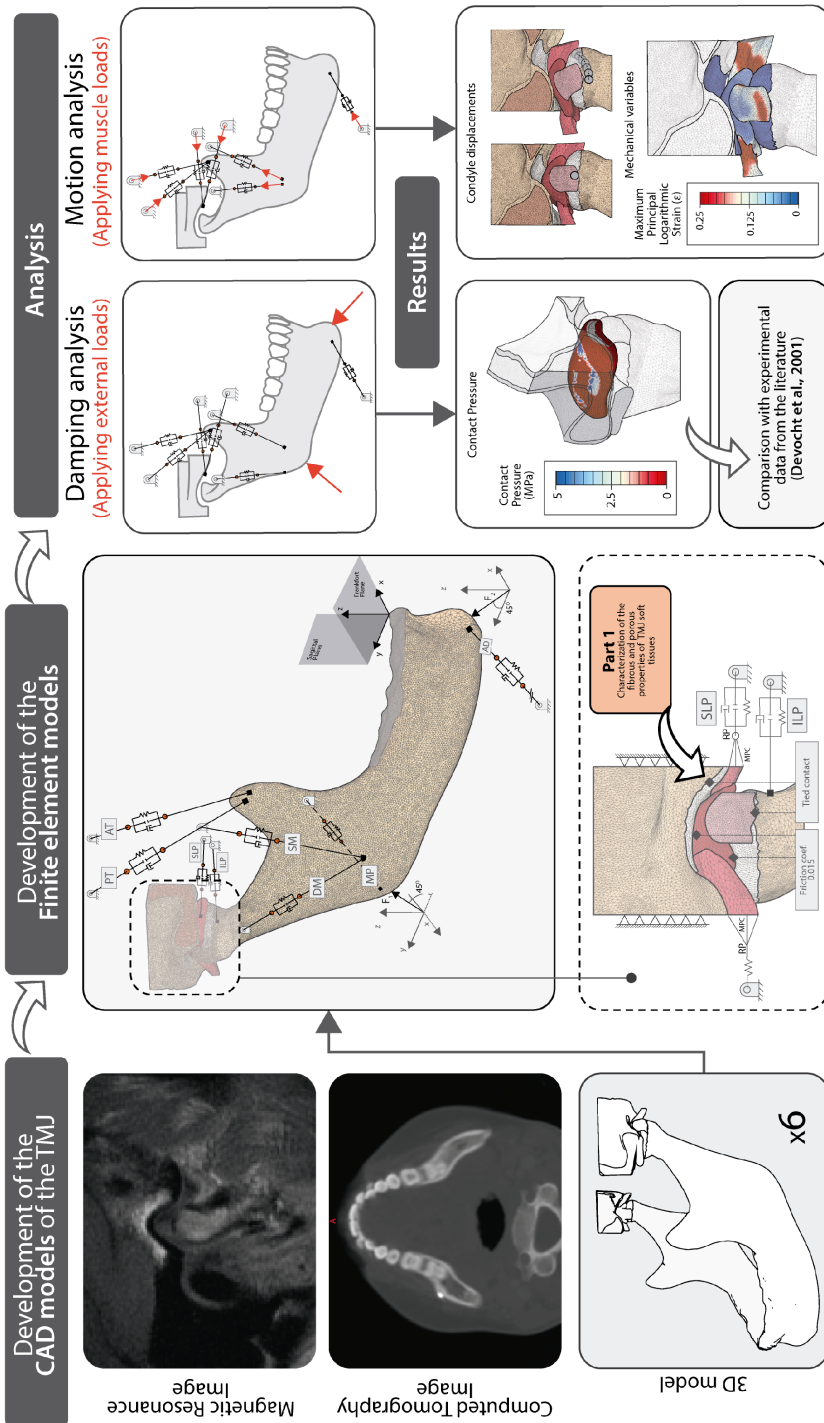 Development of the
CAD models of the TMJ
Magnetic Resonance
Image
A
Computed Tomography
Image
3D model
x6
Development of the
Finite element models
AT
PT
SLP
ILP
SM
DM
MP
F
45º
z
y
x
Sagittal
Plane
Frankfort
Plane
z
x
y
AD
z
F
45º
x
Part 1
Characterization of the
fibrous and porous
properties of TMJ soft
tissues
SLP
ILP
RP
MPC
RP
MPC
Tied contact
Friction coef.
0.015
Analysis
Damping analysis
(Applying external loads)
Motion analysis
(Applying muscle loads)
Results
Contact Pressure
Contact
Pressure
(MPa)
5
2.5
0
Comparison with experimental
data from the literature
(Devocht et al., 2001)
Condyle displacements
Mechanical variables
Maximum
Principal
Logarithmic
Strain (ε)
0.25
0.125
0